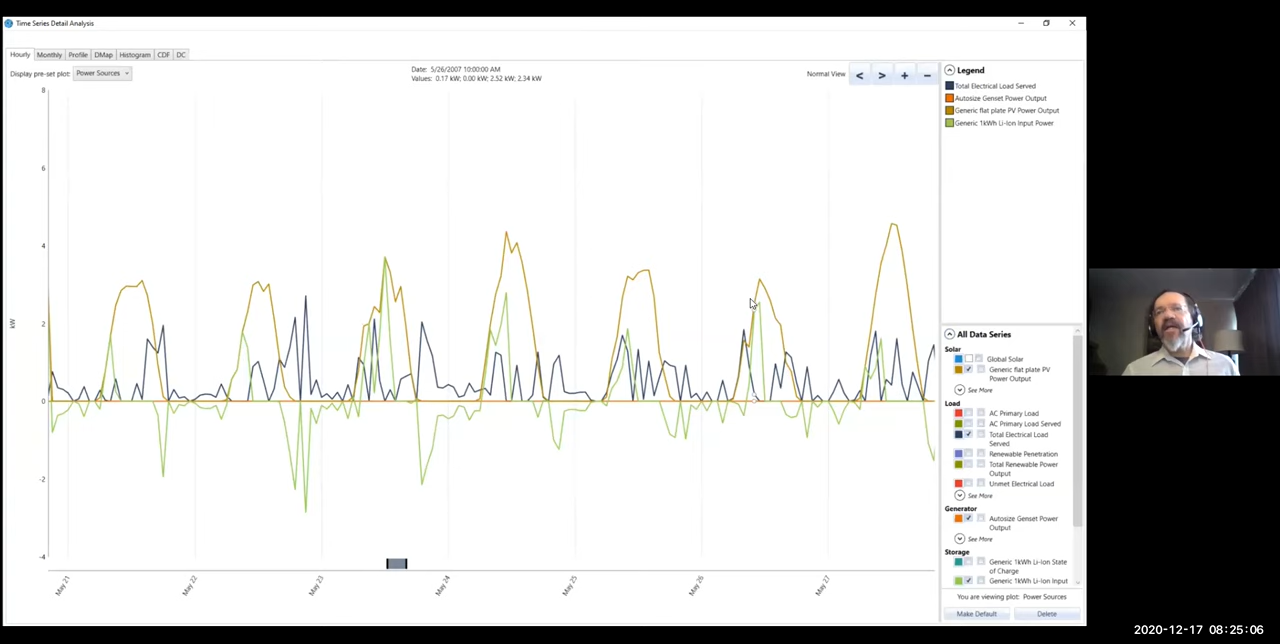 Time Series Detail Analysis
Hourly Monthly Profile DMap Histogram CDF DC
Display pre-set plot: Power Sources
Date: 5/26/2007 10:00:00 AM
Values: 0.17 kW; 0.00 kW; 2.52 kW; 2.34 kW
Normal View < > + −
8
6
4
2
0
-2
-4
kW
May 21
May 22
May 23
May 24
May 25
May 26
May 27
Legend
Total Electrical Load Served
Autosize Genset Power Output
Generic flat plate PV Power Output
Generic 1kWh Li-Ion Input Power
All Data Series
Solar
Global Solar
Generic flat plate PV
Power Output
See More
Load
AC Primary Load
AC Primary Load Served
Total Electrical Load
Served
Renewable Penetration
Total Renewable Power
Output
Unmet Electrical Load
See More
Generator
Autosize Genset Power
Output
See More
Storage
Generic 1kWh Li-Ion State
of Charge
Generic 1kWh Li-Ion Input
You are viewing plot: Power Sources
Make Default Delete
2020-12-17 08:25:06